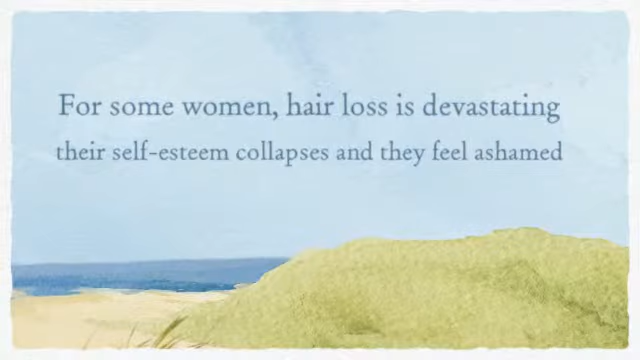 For some women, hair loss is devastating
their self-esteem collapses and they feel ashamed